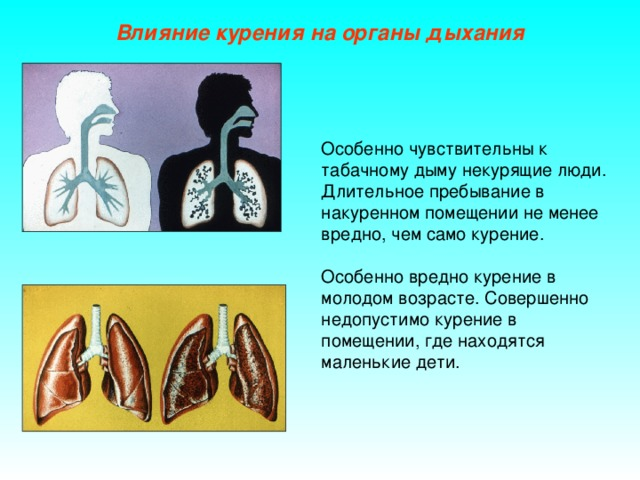 Влияние курения на органы дыхания
Особенно чувствительны к
табачному дыму некурящие люди.
Длительное пребывание в
накуренном помещении не менее
вредно, чем само курение.
Особенно вредно курение в
молодом возрасте. Совершенно
недопустимо курение в
помещении, где находятся
маленькие дети.